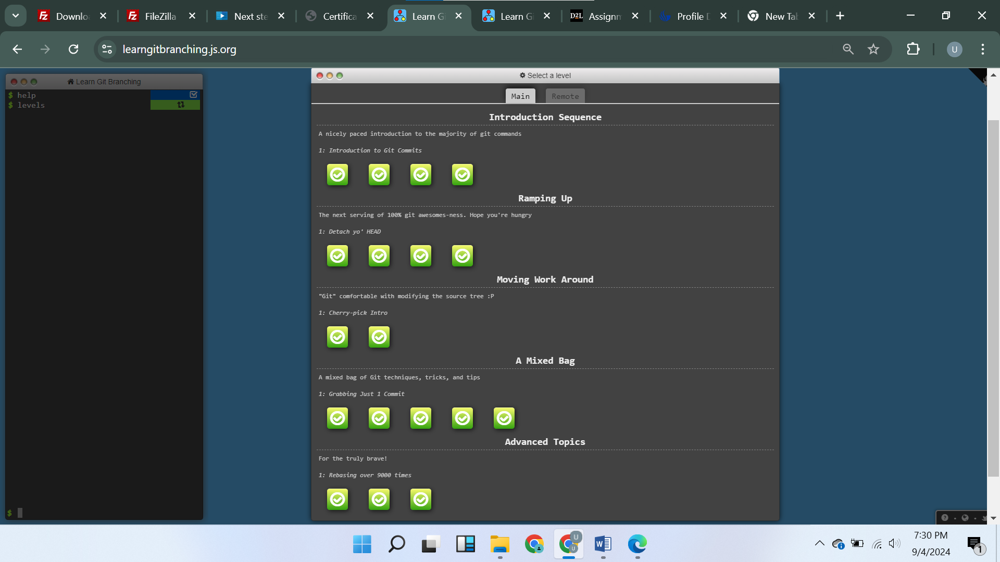 Downlo
FileZilla
Next ste
Certifica
Learn Gi
Learn Gi
D2L Assignm
Profile D
New Tab
learngitbranching.js.org
U
Learn Git Branching
$ help
$ levels
$
Select a level
Main Remote
Introduction Sequence
A nicely paced introduction to the majority of git commands
1: Introduction to Git Commits
Ramping Up
The next serving of 100% git awesomes-ness. Hope you're hungry
1: Detach yo' HEAD
Moving Work Around
"Git" comfortable with modifying the source tree :P
1: Cherry-pick Intro
A Mixed Bag
A mixed bag of Git techniques, tricks, and tips
1: Grabbing Just 1 Commit
Advanced Topics
For the truly brave!
1: Rebasing over 9000 times
U
U
W
7:30 PM
9/4/2024
1